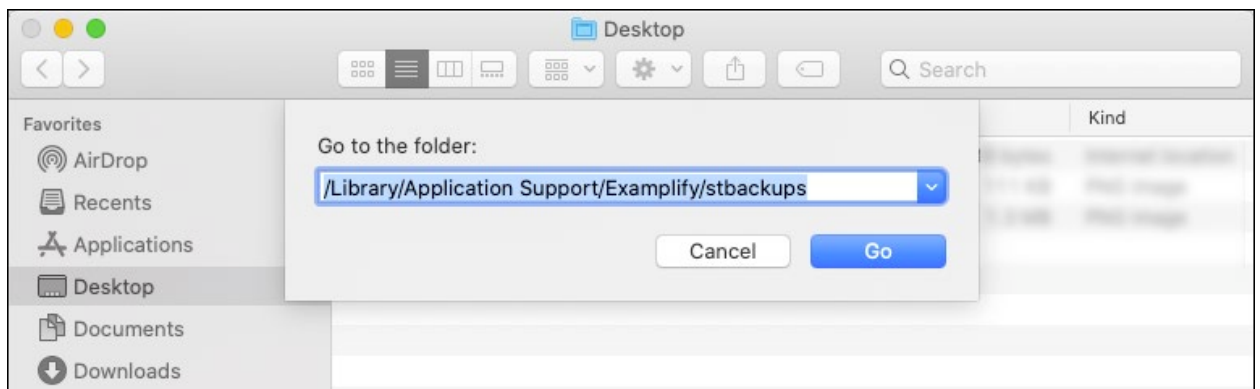 Desktop
Search
Favorites
AirDrop
Recents
Applications
Desktop
Documents
Downloads
Kind
Go to the folder:
/Library/Application Support/Examplify/stbackups
Cancel Go